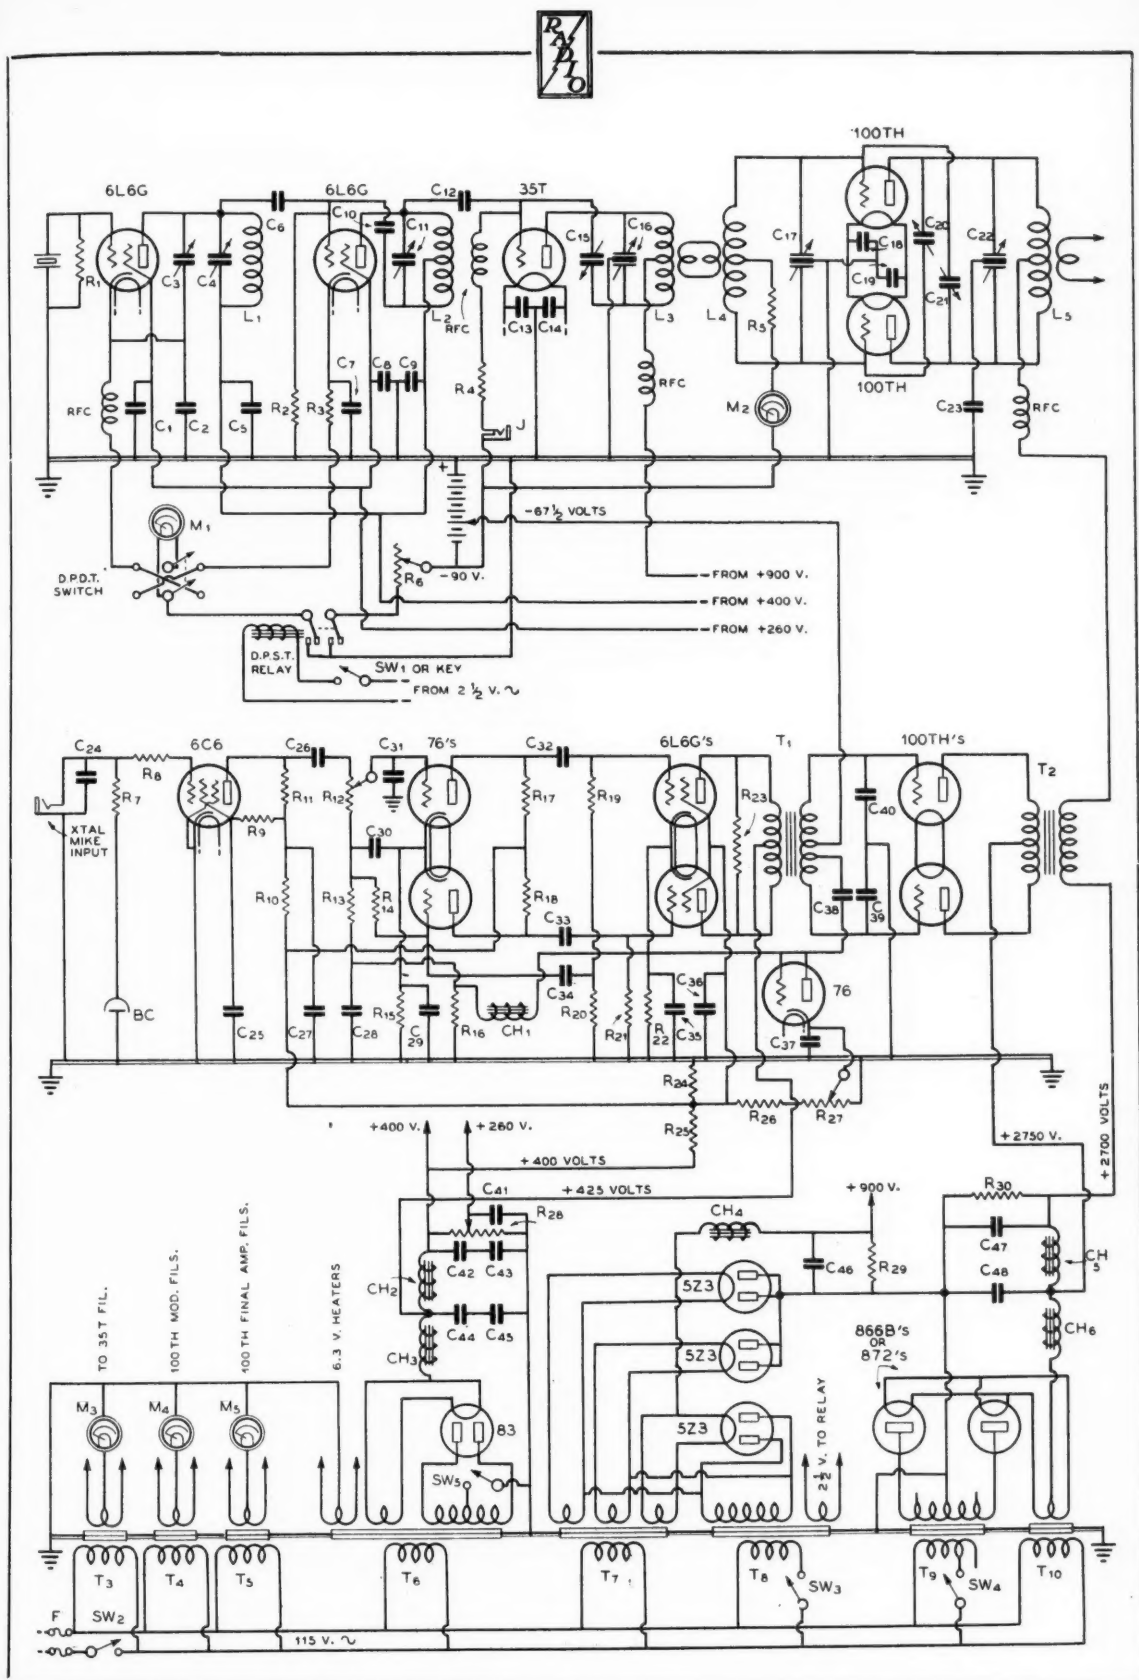 RADIO
100TH
6L6G
6L6G
C12
35T
C6
C10
C11
C15
C16
C17
C18
C20
C22
R1
C3
C4
L1
L2
RFC
C13
C14
L3
L4
R5
C19
C21
L5
100TH
RFC
C1
C2
C5
R2
R3
C7
C8
C9
R4
J
RFC
M2
C23
RFC
+
M1
-67 1/2 VOLTS
D.P.D.T.
SWITCH
R6
-90 V.
FROM +900 V.
FROM +400 V.
FROM +260 V.
D.P.S.T.
RELAY
SW1 OR KEY
FROM 2 1/2 V. ~
C24
6C6
C26
C31
76's
C32
6L6G's
T1
100TH's
T2
R8
R7
R11
R12
R17
R19
R23
C40
XTAL
MIKE
INPUT
R9
C30
R10
R13
R14
R18
C33
C38
C39
C34
C36
76
BC
C25
C27
C28
R15
C29
R16
CH1
R20
R21
R22
C35
C37
R24
R26
R27
+400 V.
+260 V.
R25
+400 VOLTS
+425 VOLTS
+2750 V.
+2700 VOLTS
C41
R28
+900 V.
R30
CH4
C47
CH5
C42
C43
C46
R29
C48
CH2
5Z3
C44
C45
CH6
CH3
5Z3
866B's
OR
872's
TO 35T FIL.
100TH MOD. FILS.
100TH FINAL AMP. FILS.
6.3 V. HEATERS
M3
M4
M5
83
5Z3
2 1/2 V. TO RELAY
SW5
T3
T4
T5
T6
T7
T8
SW3
T9
SW4
T10
F
SW2
115 V. ~